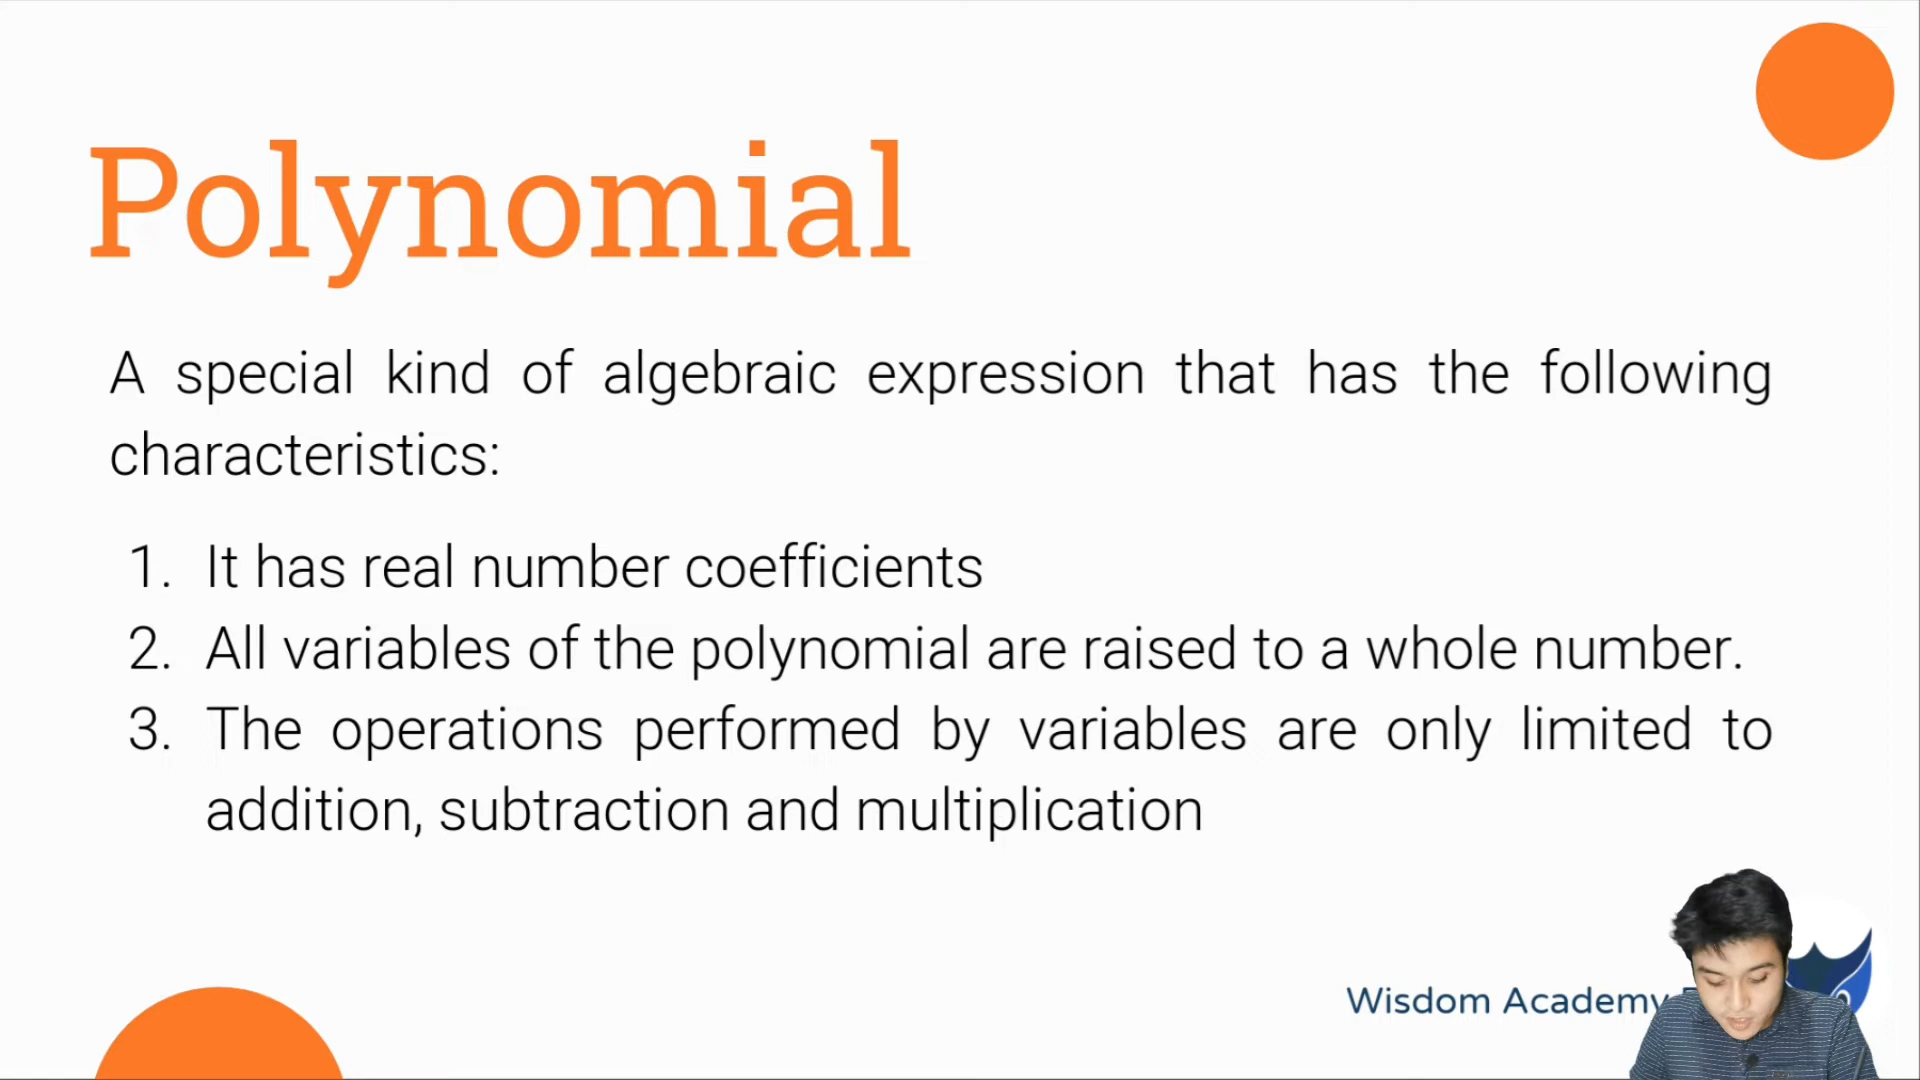 Polynomial
A special kind of algebraic expression that has the following
characteristics:
1. It has real number coefficients
2. All variables of the polynomial are raised to a whole number.
3. The operations performed by variables are only limited to
addition, subtraction and multiplication
Wisdom Academy